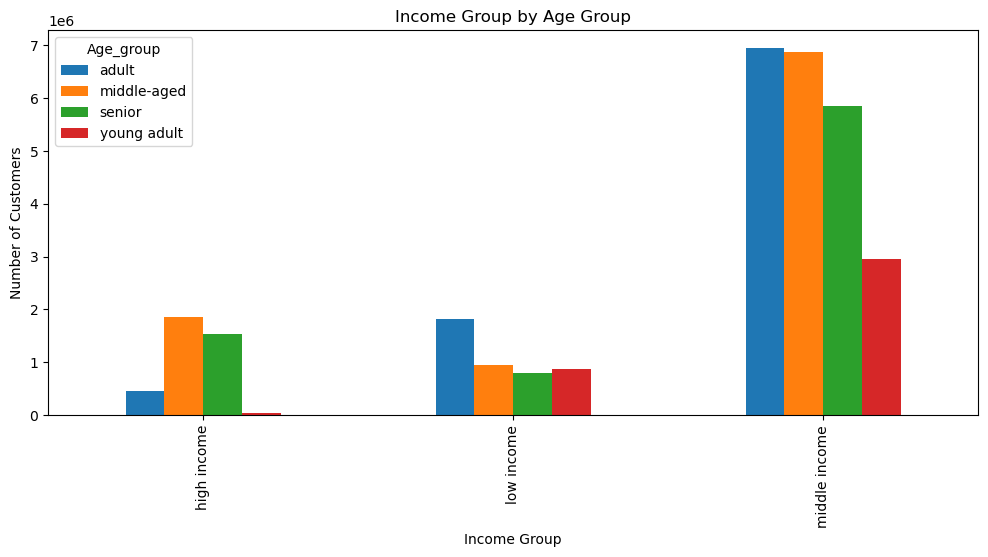 Income Group by Age Group
1e6
Age_group
adult
middle-aged
senior
young adult
7
6
5
4
3
2
1
0
Number of Customers
high income
low income
middle income
Income Group